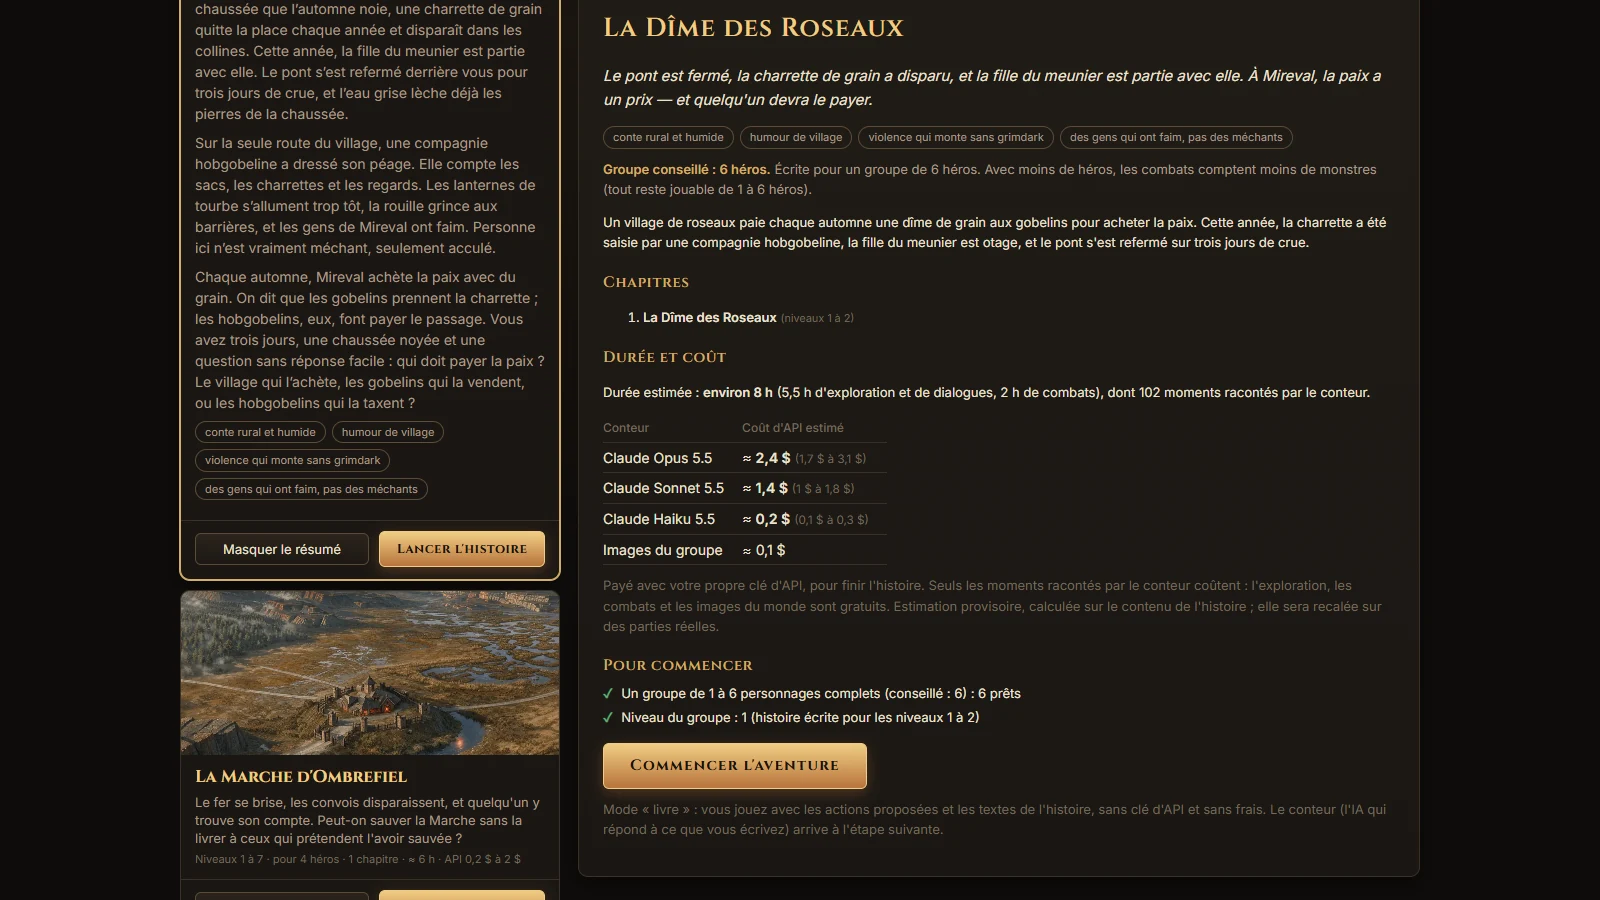 chaussée que l’automne noie, une charrette de grain
quitte la place chaque année et disparaît dans les
collines. Cette année, la fille du meunier est partie
avec elle. Le pont s’est refermé derrière vous pour
trois jours de crue, et l’eau grise lèche déjà les
pierres de la chaussée.
Sur la seule route du village, une compagnie
hobgobeline a dressé son péage. Elle compte les
sacs, les charrettes et les regards. Les lanternes de
tourbe s’allument trop tôt, la rouille grince aux
barrières, et les gens de Mireval ont faim. Personne
ici n’est vraiment méchant, seulement acculé.
Chaque automne, Mireval achète la paix avec du
grain. On dit que les gobelins prennent la charrette ;
les hobgobelins, eux, font payer le passage. Vous
avez trois jours, une chaussée noyée et une
question sans réponse facile : qui doit payer la paix ?
Le village qui l’achète, les gobelins qui la vendent,
ou les hobgobelins qui la taxent ?
conte rural et humide
humour de village
violence qui monte sans grimdark
des gens qui ont faim, pas des méchants
Masquer le résumé
Lancer l'histoire
La Marche d'Ombrefiel
Le fer se brise, les convois disparaissent, et quelqu'un y
trouve son compte. Peut-on sauver la Marche sans la
livrer à ceux qui prétendent l'avoir sauvée ?
Niveaux 1 à 7 · pour 4 héros · 1 chapitre · ≈ 6 h · API 0,2 $ à 2 $
La Dîme des Roseaux
Le pont est fermé, la charrette de grain a disparu, et la fille du meunier est partie avec elle. À Mireval, la paix a
un prix — et quelqu'un devra le payer.
conte rural et humide
humour de village
violence qui monte sans grimdark
des gens qui ont faim, pas des méchants
Groupe conseillé : 6 héros. Écrite pour un groupe de 6 héros. Avec moins de héros, les combats comptent moins de monstres
(tout reste jouable de 1 à 6 héros).
Un village de roseaux paie chaque automne une dîme de grain aux gobelins pour acheter la paix. Cette année, la charrette a été
saisie par une compagnie hobgobeline, la fille du meunier est otage, et le pont s'est refermé sur trois jours de crue.
Chapitres
1. La Dîme des Roseaux (niveaux 1 à 2)
Durée et coût
Durée estimée : environ 8 h (5,5 h d'exploration et de dialogues, 2 h de combats), dont 102 moments racontés par le conteur.
Conteur Coût d'API estimé
Claude Opus 5.5 ≈ 2,4 $ (1,7 $ à 3,1 $)
Claude Sonnet 5.5 ≈ 1,4 $ (1 $ à 1,8 $)
Claude Haiku 5.5 ≈ 0,2 $ (0,1 $ à 0,3 $)
Images du groupe ≈ 0,1 $
Payé avec votre propre clé d'API, pour finir l'histoire. Seuls les moments racontés par le conteur coûtent : l'exploration, les
combats et les images du monde sont gratuits. Estimation provisoire, calculée sur le contenu de l'histoire ; elle sera recalée sur
des parties réelles.
Pour commencer
✓ Un groupe de 1 à 6 personnages complets (conseillé : 6) : 6 prêts
✓ Niveau du groupe : 1 (histoire écrite pour les niveaux 1 à 2)
Commencer l'aventure
Mode « livre » : vous jouez avec les actions proposées et les textes de l'histoire, sans clé d'API et sans frais. Le conteur (l'IA qui
répond à ce que vous écrivez) arrive à l'étape suivante.